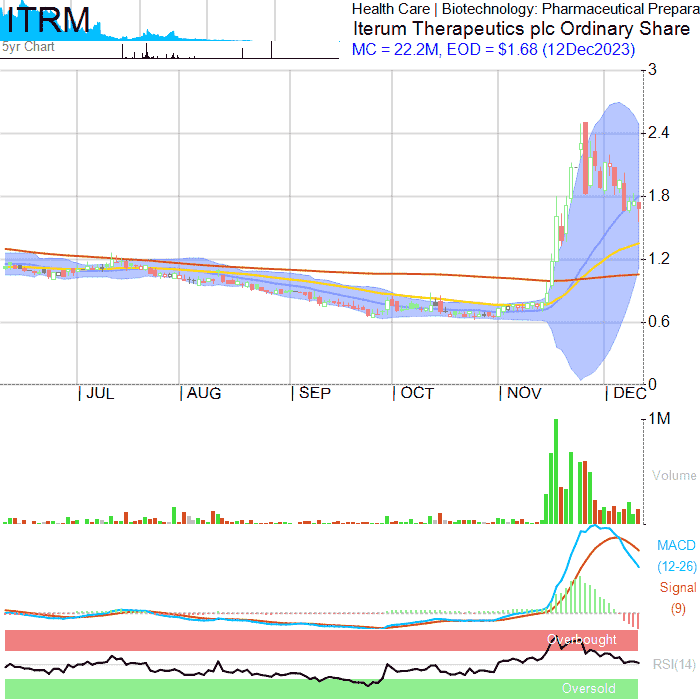 ITRM
5yr Chart
Health Care | Biotechnology: Pharmaceutical Prepara
Iterum Therapeutics plc Ordinary Share
MC = 22.2M, EOD = $1.68 (12Dec2023)
3
2.4
1.8
1.2
0.6
0
| JUL | AUG | SEP | OCT | NOV | DEC
1M
Volume
MACD
(12-26)
Signal
(9)
Overbought
RSI(14)
Oversold